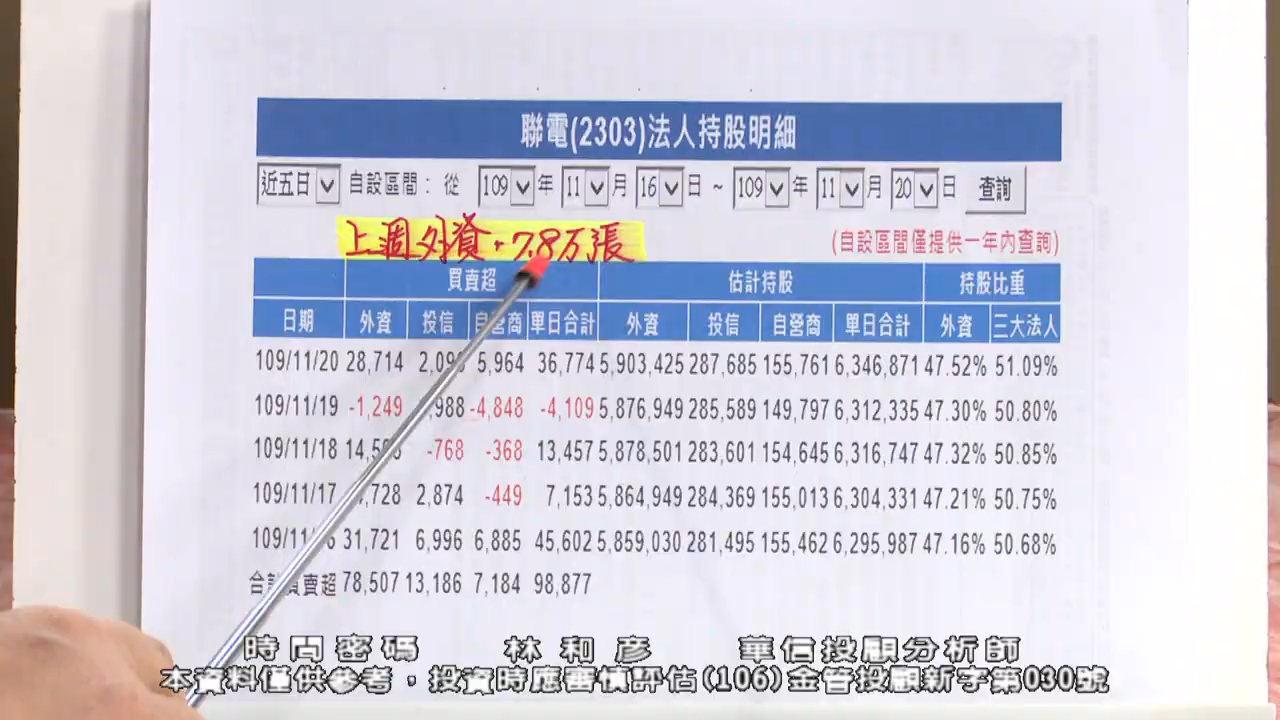 聯電(2303)法人持股明細
近五日 自設區間: 從 109 年 11 月 16 日 ~ 109 年 11 月 20 日 查詢
上週外資+7.8万張
(自設區間僅提供一年內查詢)
買賣超 估計持股 持股比重
日期 外資 投信 自營商 單日合計 外資 投信 自營商 單日合計 外資 三大法人
109/11/20 28,714 5,964 36,774 5,903,425 287,685 155,761 6,346,871 47.52% 51.09%
109/11/19 -1,249 -4,848 -4,109 5,876,949 285,589 149,797 6,312,335 47.30% 50.80%
109/11/18 -768 -368 13,457 5,878,501 283,601 154,645 6,316,747 47.32% 50.85%
109/11/17 2,874 -449 7,153 5,864,949 284,369 155,013 6,304,331 47.21% 50.75%
31,721 6,996 6,885 45,602 5,859,030 281,495 155,462 6,295,987 47.16% 50.68%
合計買賣超 78,507 13,186 7,184 98,877
時間密碼 林和彥 華信投顧分析師
本資料僅供參考，投資時應審慎評估(106)金管投顧新字第030號